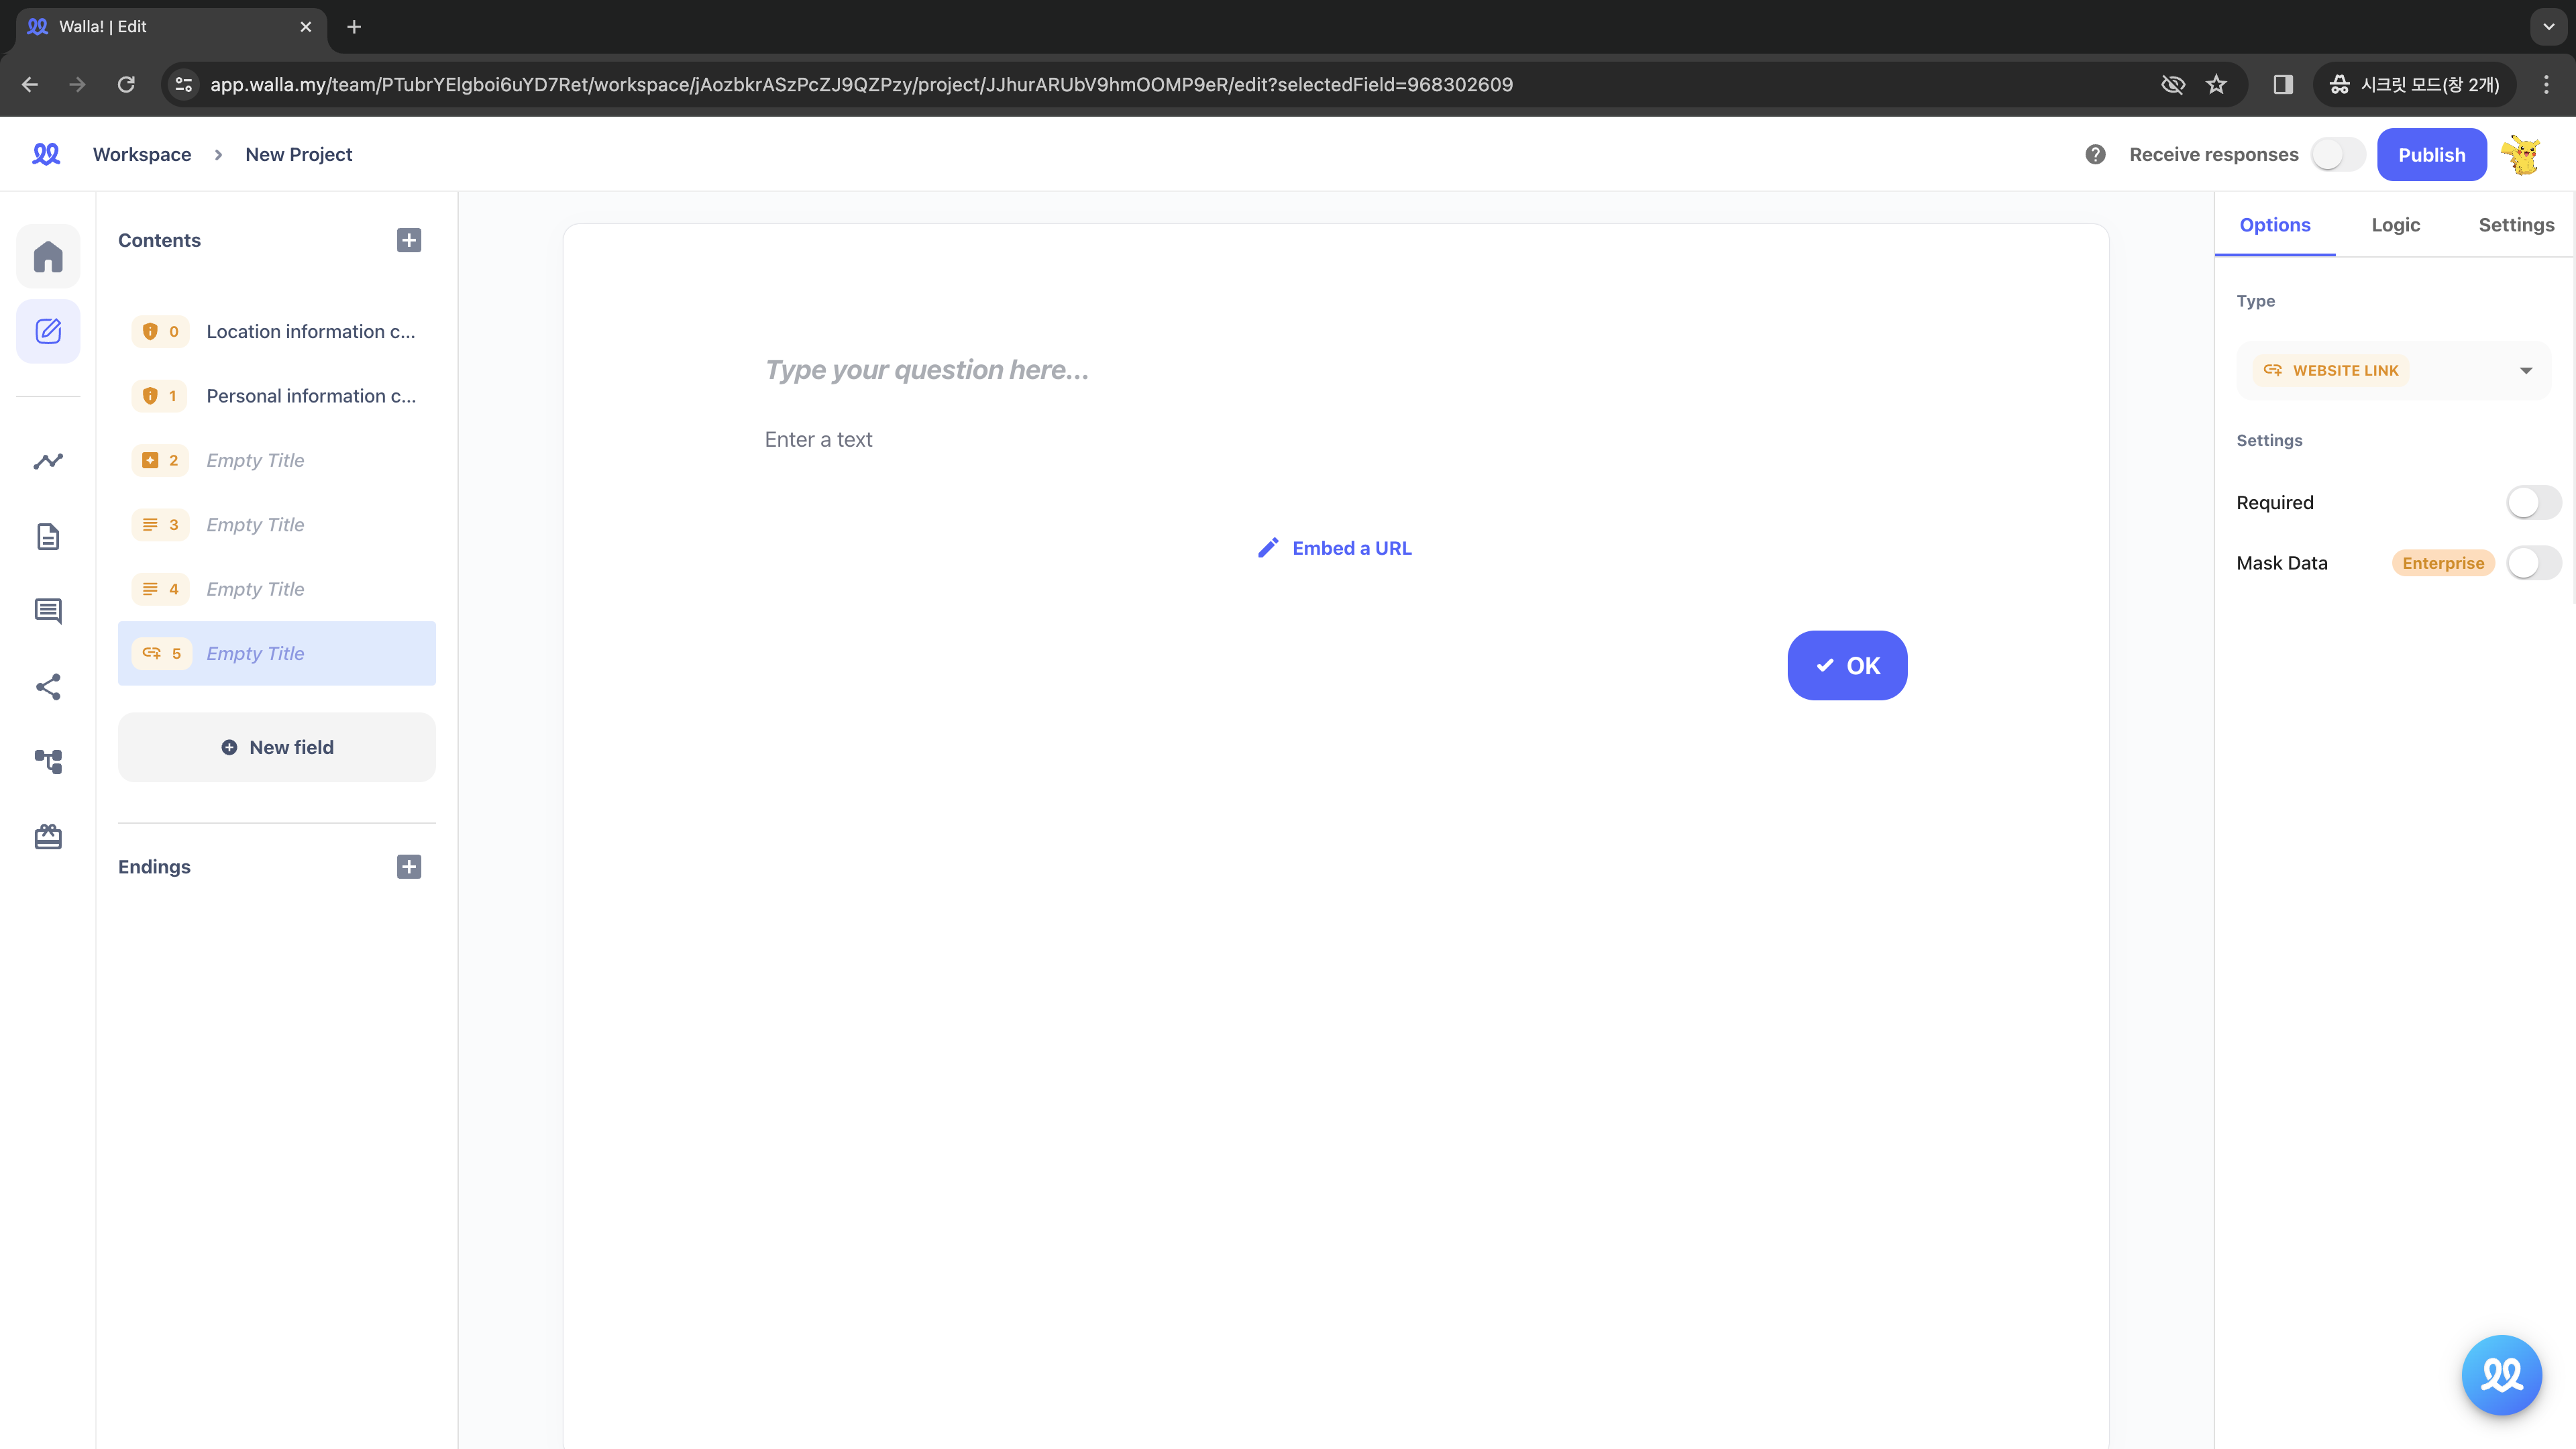 Walla! | Edit
app.walla.my/team/PTubrYElgboi6uYD7Ret/workspace/jAozbkrASzPcZJ9QZPzy/project/JJhurARUbV9hmOOMP9eR/edit?selectedField=968302609
시크릿 모드(창 2개)
Workspace
New Project
Receive responses
Publish
Contents
0 Location information c...
1 Personal information c...
2 Empty Title
3 Empty Title
4 Empty Title
5 Empty Title
New field
Endings
Type your question here...
Enter a text
Embed a URL
OK
Options
Logic
Settings
Type
WEBSITE LINK
Settings
Required
Mask Data
Enterprise